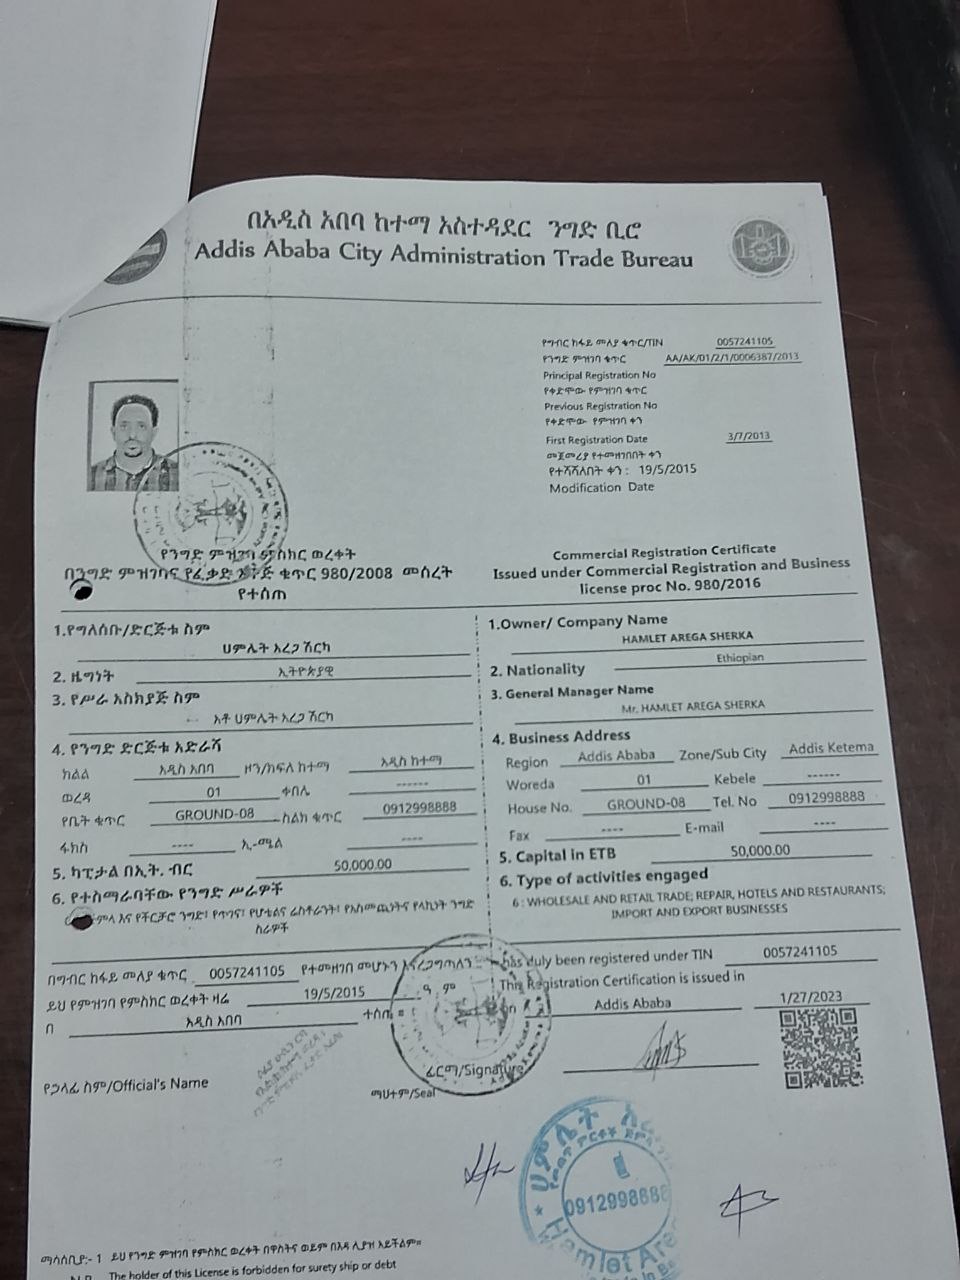 በአዲስ አበባ ከተማ አስተዳደር ንግድ ቢሮ
Addis Ababa City Administration Trade Bureau
የግብር ከፋይ መለያ ቁጥር/TIN 0057241105
የንግድ ምዝገባ ቁጥር AA/AK/01/2/1/0006387/2013
Principal Registration No
የቀድሞው የምዝገባ ቁጥር
Previous Registration No
የቀድሞው የምዝገባ ቀን
First Registration Date 3/7/2013
መጀመሪያ የተመዘገበበት ቀን
የተሻሻለበት ቀን : 19/5/2015
Modification Date
የንግድ ምዝገባ ምስክር ወረቀት
በንግድ ምዝገባና የፈቃድ አዋጅ ቁጥር 980/2008 መሰረት
የተሰጠ
Commercial Registration Certificate
Issued under Commercial Registration and Business
license proc No. 980/2016
1.የግለሰቡ/ድርጅቱ ስም
ሀምሌት አረጋ ሽርካ
2. ዜግነት ኢትዮጵያዊ
3. የሥራ አስኪያጅ ስም
አቶ ሀምሌት አረጋ ሽርካ
4. የንግድ ድርጅቱ አድራሻ
ክልል አዲስ አበባ ዞን/ክፍለ ከተማ አዲስ ከተማ
ወረዳ 01 ቀበሌ ------
የቤት ቁጥር GROUND-08 ስልክ ቁጥር 0912998888
ፋክስ ---- ኢ-ሜል ----
5. ካፒታል በኢት. ብር 50,000.00
6. የተሰማራባቸው የንግድ ሥራዎች
እና የችርቻሮ ንግድ፣ የጥገና፣ የሆቴልና ሬስቶራንት፣ የአስመጪነትና የላኪነት ንግድ
ስራዎች
1.Owner/ Company Name
HAMLET AREGA SHERKA
2. Nationality Ethiopian
3. General Manager Name
Mr. HAMLET AREGA SHERKA
4. Business Address
Region Addis Ababa Zone/Sub City Addis Ketema
Woreda 01 Kebele ------
House No. GROUND-08 Tel. No 0912998888
Fax ---- E-mail ----
5. Capital in ETB 50,000.00
6. Type of activities engaged
6 : WHOLESALE AND RETAIL TRADE; REPAIR, HOTELS AND RESTAURANTS;
IMPORT AND EXPORT BUSINESSES
በግብር ከፋይ መለያ ቁጥር 0057241105 የተመዘገበ መሆኑን እናረጋግጣለን
ይህ የምዝገባ የምስክር ወረቀት ዛሬ 19/5/2015 ዓ.ም
በ አዲስ አበባ ተሰጠ ።
has duly been registered under TIN 0057241105
This Registration Certification is issued in
on Addis Ababa 1/27/2023
የኃላፊ ስም/Official's Name
ፊርማ/Signature
ማህተም/Seal
ሀምሌት
0912998888
Hamlet
ማሳሰቢያ:- 1 ይህ የንግድ ምዝገባ የምስክር ወረቀት በዋስትና ወይም በእዳ ሊያዝ አይችልም።
N.B The holder of this License is forbidden for surety ship or debt